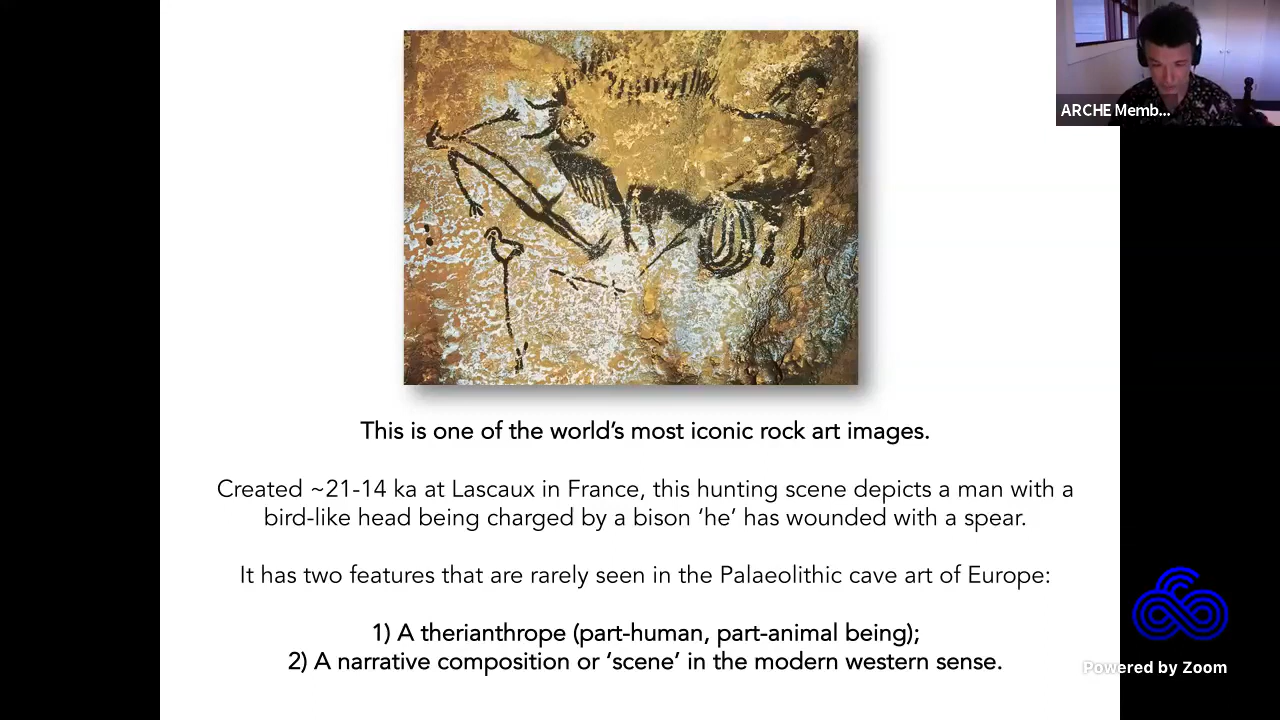 ARCHE Memb...
This is one of the world's most iconic rock art images.
Created ~21-14 ka at Lascaux in France, this hunting scene depicts a man with a
bird-like head being charged by a bison ‘he’ has wounded with a spear.
It has two features that are rarely seen in the Palaeolithic cave art of Europe:
1) A therianthrope (part-human, part-animal being);
2) A narrative composition or ‘scene’ in the modern western sense.
Powered by Zoom